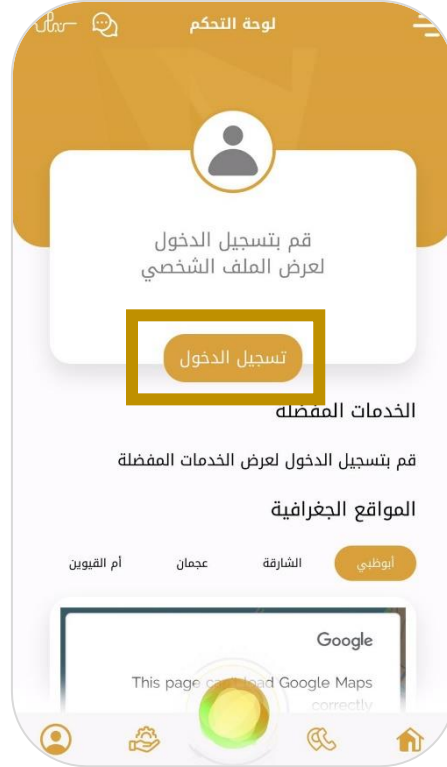 لوحة التحكم
قم بتسجيل الدخول
لعرض الملف الشخصي
تسجيل الدخول
الخدمات المفضلة
قم بتسجيل الدخول لعرض الخدمات المفضلة
المواقع الجغرافية
أبوظبي الشارقة عجمان أم القيوين
Google
This page can't load Google Maps
correctly